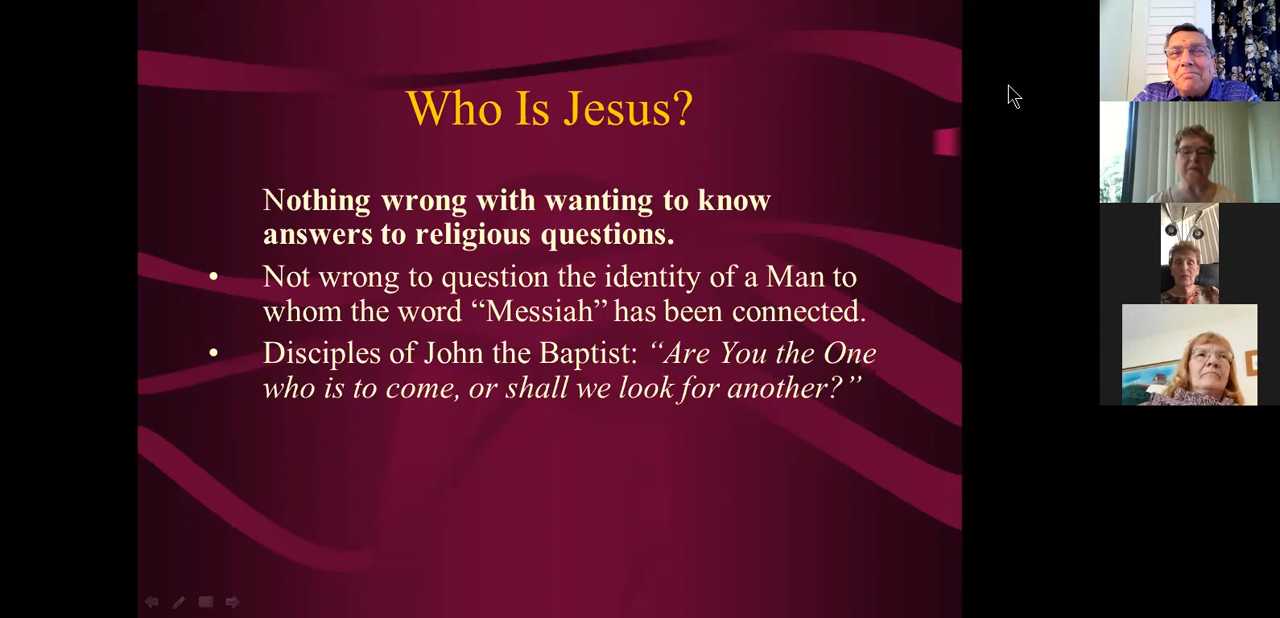 Who Is Jesus?
Nothing wrong with wanting to know
answers to religious questions.
• Not wrong to question the identity of a Man to
whom the word “Messiah” has been connected.
• Disciples of John the Baptist: “Are You the One
who is to come, or shall we look for another?”